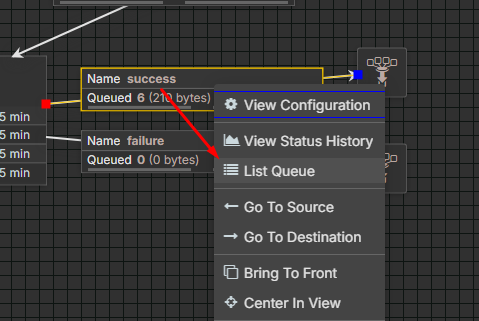 Name success
Queued 6 (210 bytes)
View Configuration
5 min
View Status History
5 min
Name failure
5 min
Queued 0 (0 bytes)
List Queue
5 min
Go To Source
Go To Destination
Bring To Front
Center In View